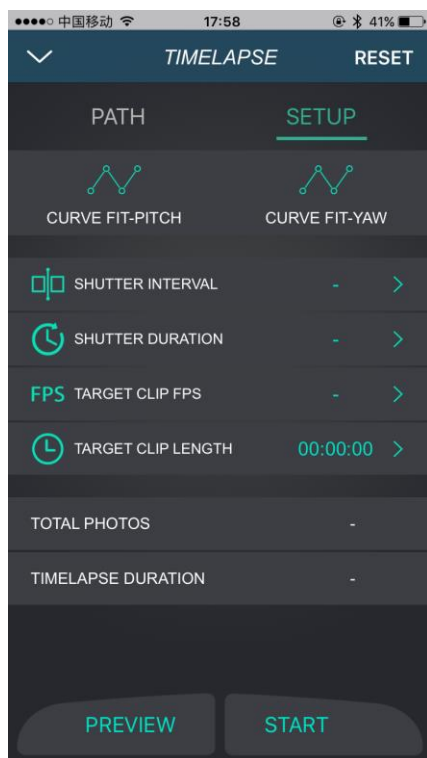 中国移动 17:58 41%
TIMELAPSE RESET
PATH SETUP
CURVE FIT-PITCH CURVE FIT-YAW
SHUTTER INTERVAL -
SHUTTER DURATION -
FPS TARGET CLIP FPS -
TARGET CLIP LENGTH 00:00:00
TOTAL PHOTOS -
TIMELAPSE DURATION -
PREVIEW START